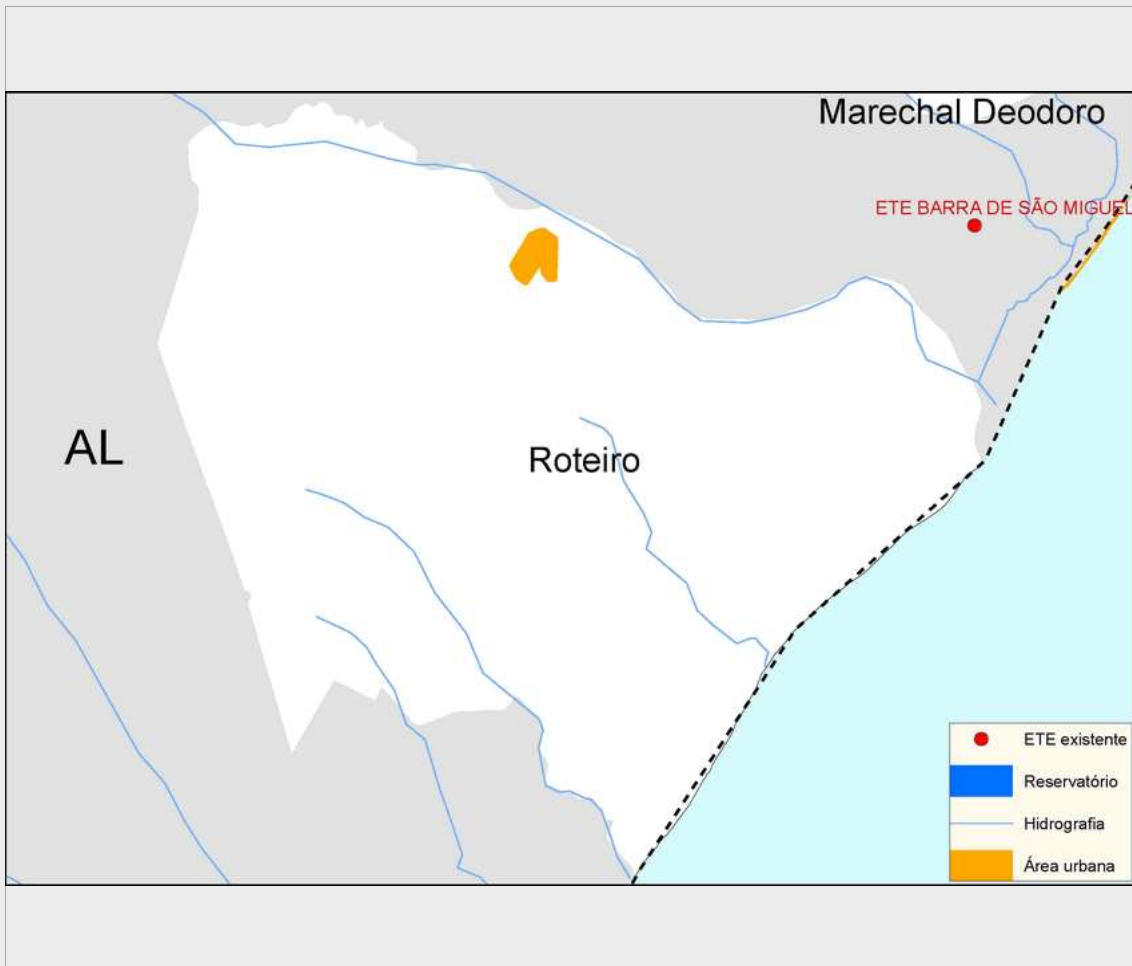 Marechal Deodoro
ETE BARRA DE SÃO MIGUEL
AL
Roteiro
ETE existente
Reservatório
Hidrografia
Área urbana